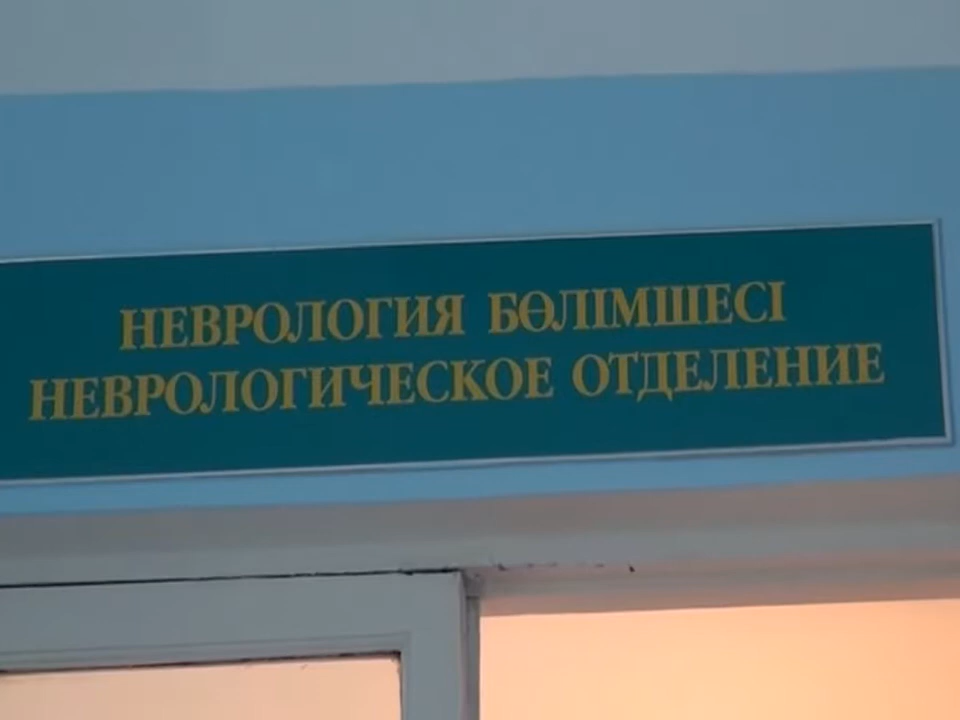 НЕВРОЛОГИЯ БӨЛІМШЕСІ
НЕВРОЛОГИЧЕСКОЕ ОТДЕЛЕНИЕ